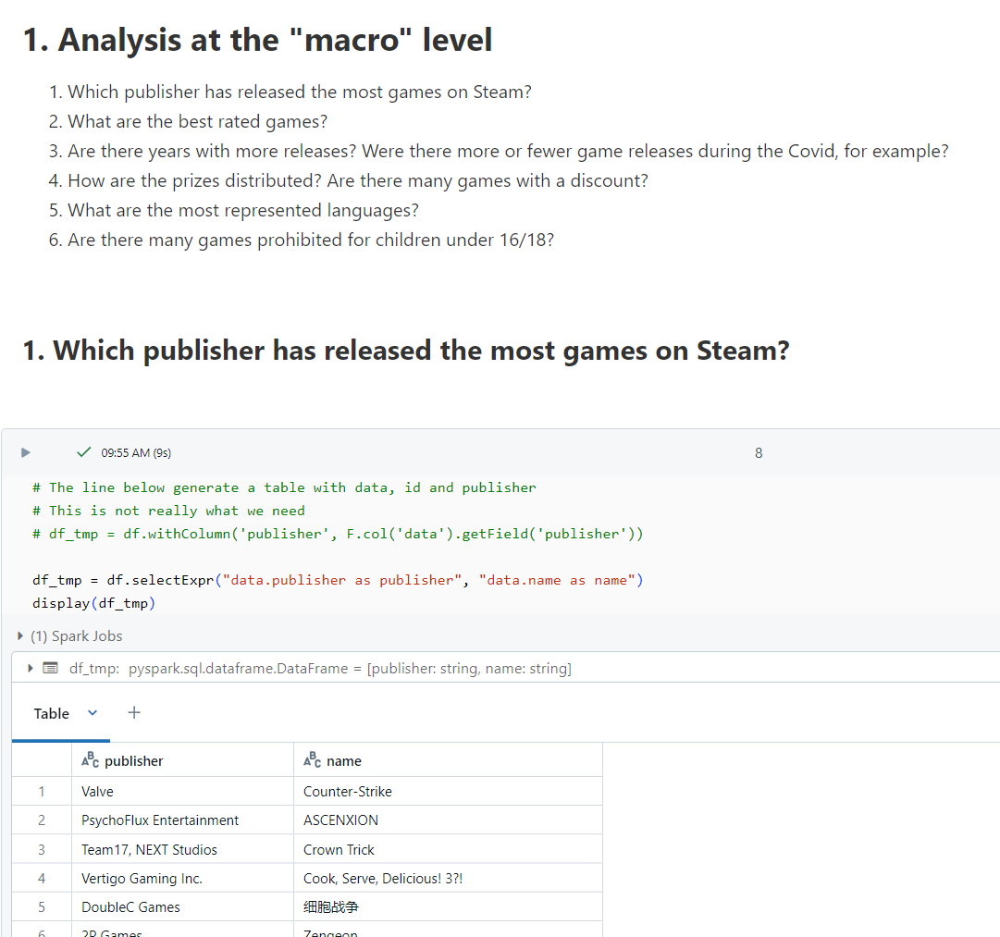 1. Analysis at the "macro" level
1. Which publisher has released the most games on Steam?
2. What are the best rated games?
3. Are there years with more releases? Were there more or fewer game releases during the Covid, for example?
4. How are the prizes distributed? Are there many games with a discount?
5. What are the most represented languages?
6. Are there many games prohibited for children under 16/18?
1. Which publisher has released the most games on Steam?
09:55 AM (9s) 8
# The line below generate a table with data, id and publisher
# This is not really what we need
# df_tmp = df.withColumn('publisher', F.col('data').getField('publisher'))
df_tmp = df.selectExpr("data.publisher as publisher", "data.name as name")
display(df_tmp)
(1) Spark Jobs
df_tmp: pyspark.sql.dataframe.DataFrame = [publisher: string, name: string]
Table +
ABC publisher ABC name
1 Valve Counter-Strike
2 PsychoFlux Entertainment ASCENXION
3 Team17, NEXT Studios Crown Trick
4 Vertigo Gaming Inc. Cook, Serve, Delicious! 3?!
5 DoubleC Games 细胞战争
6 2P Games Zengeon